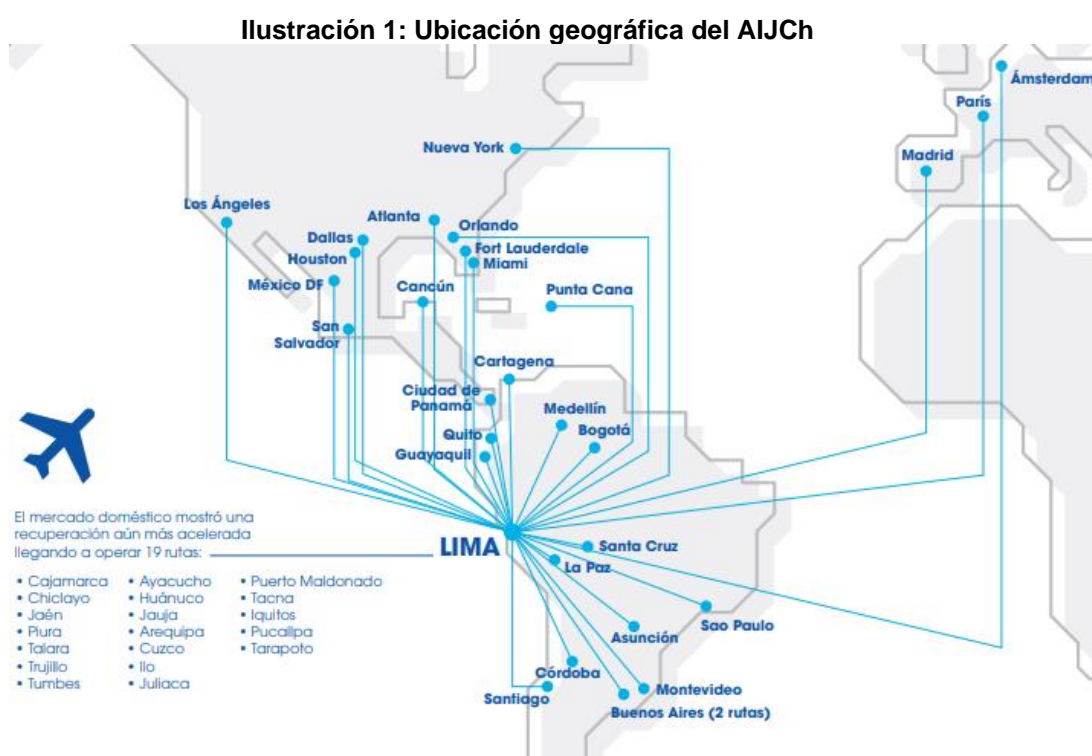 Ilustración 1: Ubicación geográfica del AIJCh
Ámsterdam
París
Madrid
Nueva York
Los Ángeles
Atlanta
Orlando
Dallas
Fort Lauderdale
Houston
Miami
México DF
Cancún
Punta Cana
San
Salvador
Cartagena
Ciudad de
Panamá
Medellín
Bogotá
Quito
Guayaquil
LIMA
Santa Cruz
La Paz
Sao Paulo
Asunción
Córdoba
Santiago
Montevideo
Buenos Aires (2 rutas)
El mercado doméstico mostró una
recuperación aún más acelerada
llegando a operar 19 rutas:
• Cajamarca
• Chiclayo
• Jaén
• Piura
• Talara
• Trujillo
• Tumbes
• Ayacucho
• Huánuco
• Jauja
• Arequipa
• Cuzco
• Ilo
• Juliaca
• Puerto Maldonado
• Tacna
• Iquitos
• Pucallpa
• Tarapoto